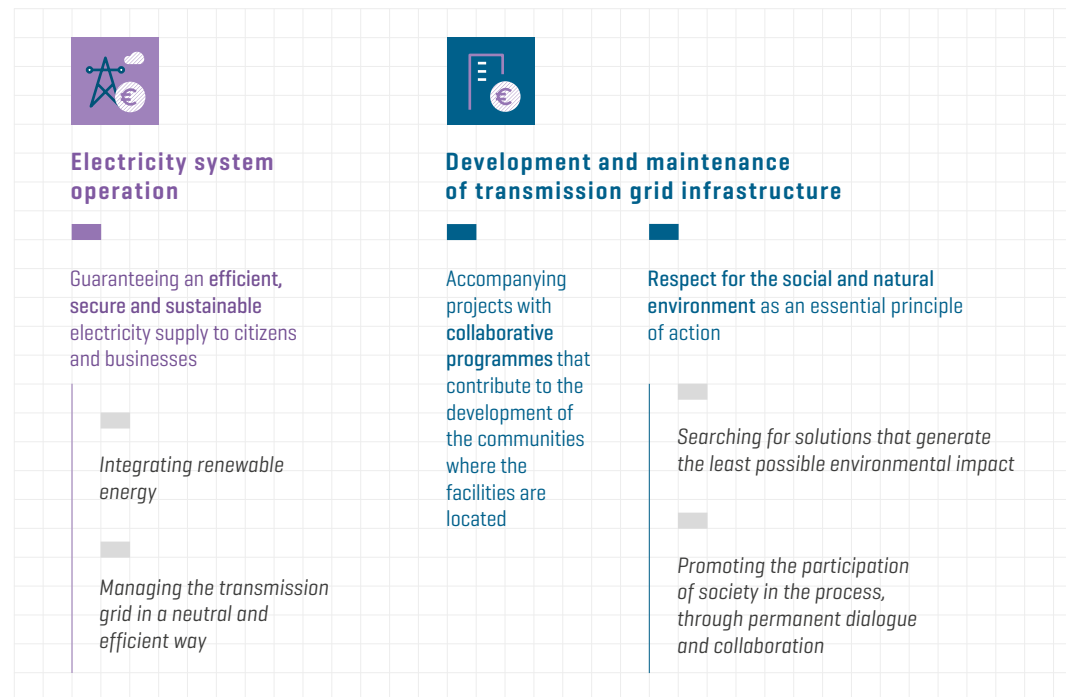 Electricity system
operation
Guaranteeing an efficient,
secure and sustainable
electricity supply to citizens
and businesses
Integrating renewable
energy
Managing the transmission
grid in a neutral and
efficient way
Development and maintenance
of transmission grid infrastructure
Accompanying
projects with
collaborative
programmes that
contribute to the
development of
the communities
where the
facilities are
located
Respect for the social and natural
environment as an essential principle
of action
Searching for solutions that generate
the least possible environmental impact
Promoting the participation
of society in the process,
through permanent dialogue
and collaboration